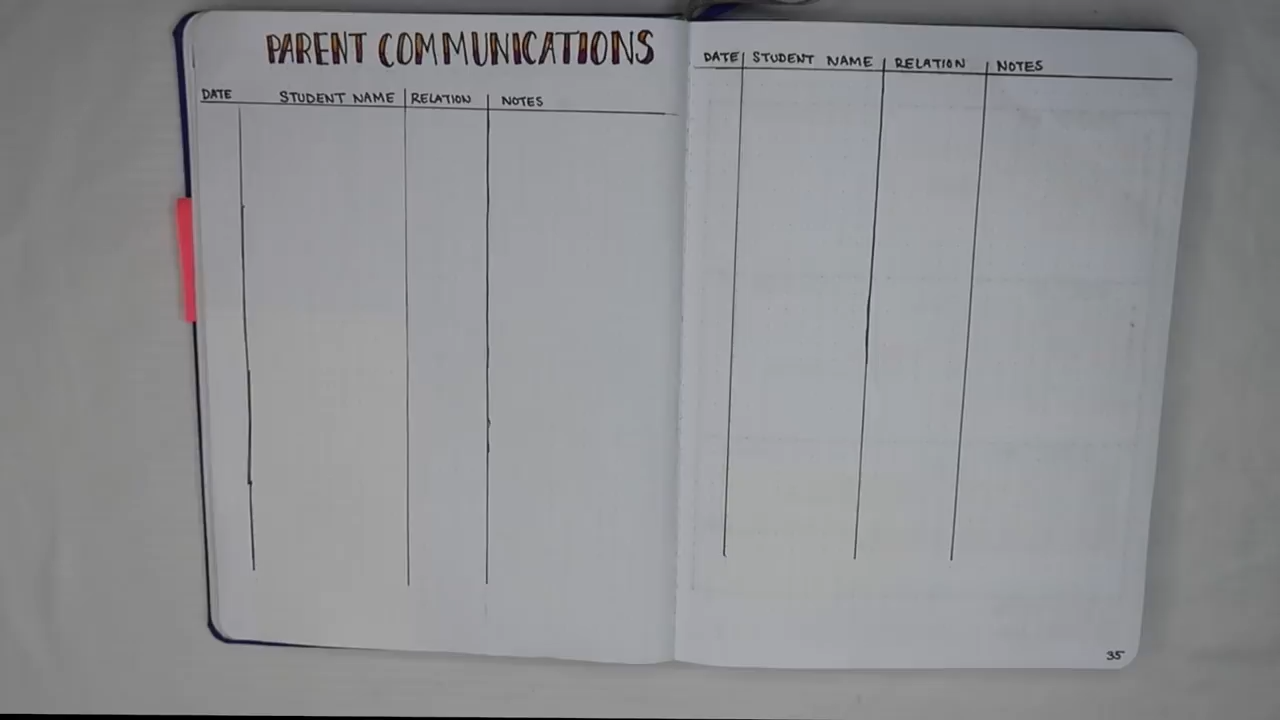 PARENT COMMUNICATIONS
DATE STUDENT NAME RELATION NOTES
DATE STUDENT NAME RELATION NOTES
35